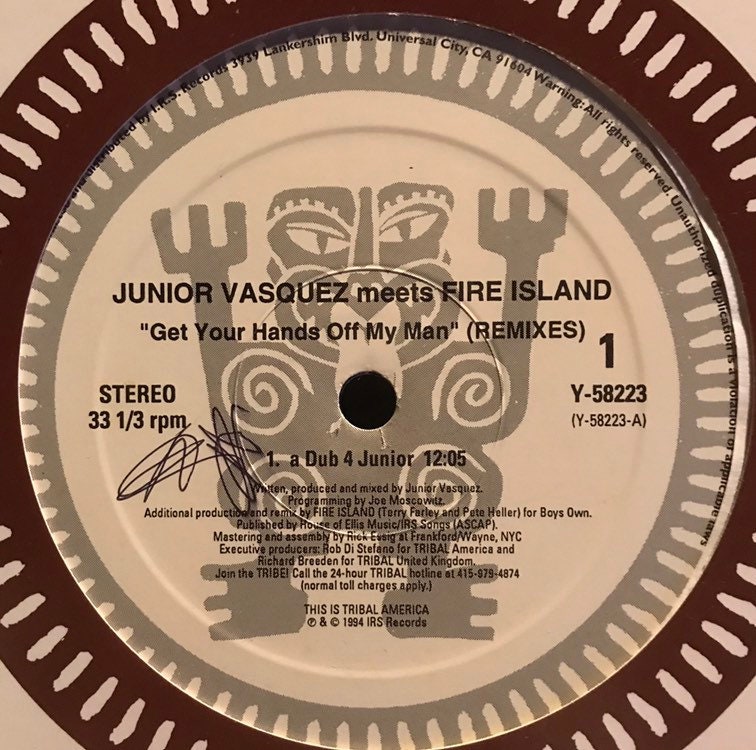 distributed by I.R.S. Records 3939 Lankershim Blvd. Universal City, CA 91604 Warning: All rights reserved. Unauthorized duplication is a violation of applicable laws
JUNIOR VASQUEZ meets FIRE ISLAND
"Get Your Hands Off My Man" (REMIXES)
1
STEREO
33 1/3 rpm
Y-58223
(Y-58223-A)
1. a Dub 4 Junior 12:05
Written, produced and mixed by Junior Vasquez.
Programming by Joe Moscowitz.
Additional production and remix by FIRE ISLAND (Terry Farley and Pete Heller) for Boys Own.
Published by House of Ellis Music/IRS Songs (ASCAP).
Mastering and assembly by Rick Essig at Frankford/Wayne, NYC
Executive producers: Rob Di Stefano for TRIBAL America and
Richard Breeden for TRIBAL United Kingdom.
Join the TRIBE! Call the 24-hour TRIBAL hotline at 415-979-4874
(normal toll charges apply.)
THIS IS TRIBAL AMERICA
℗ & © 1994 IRS Records